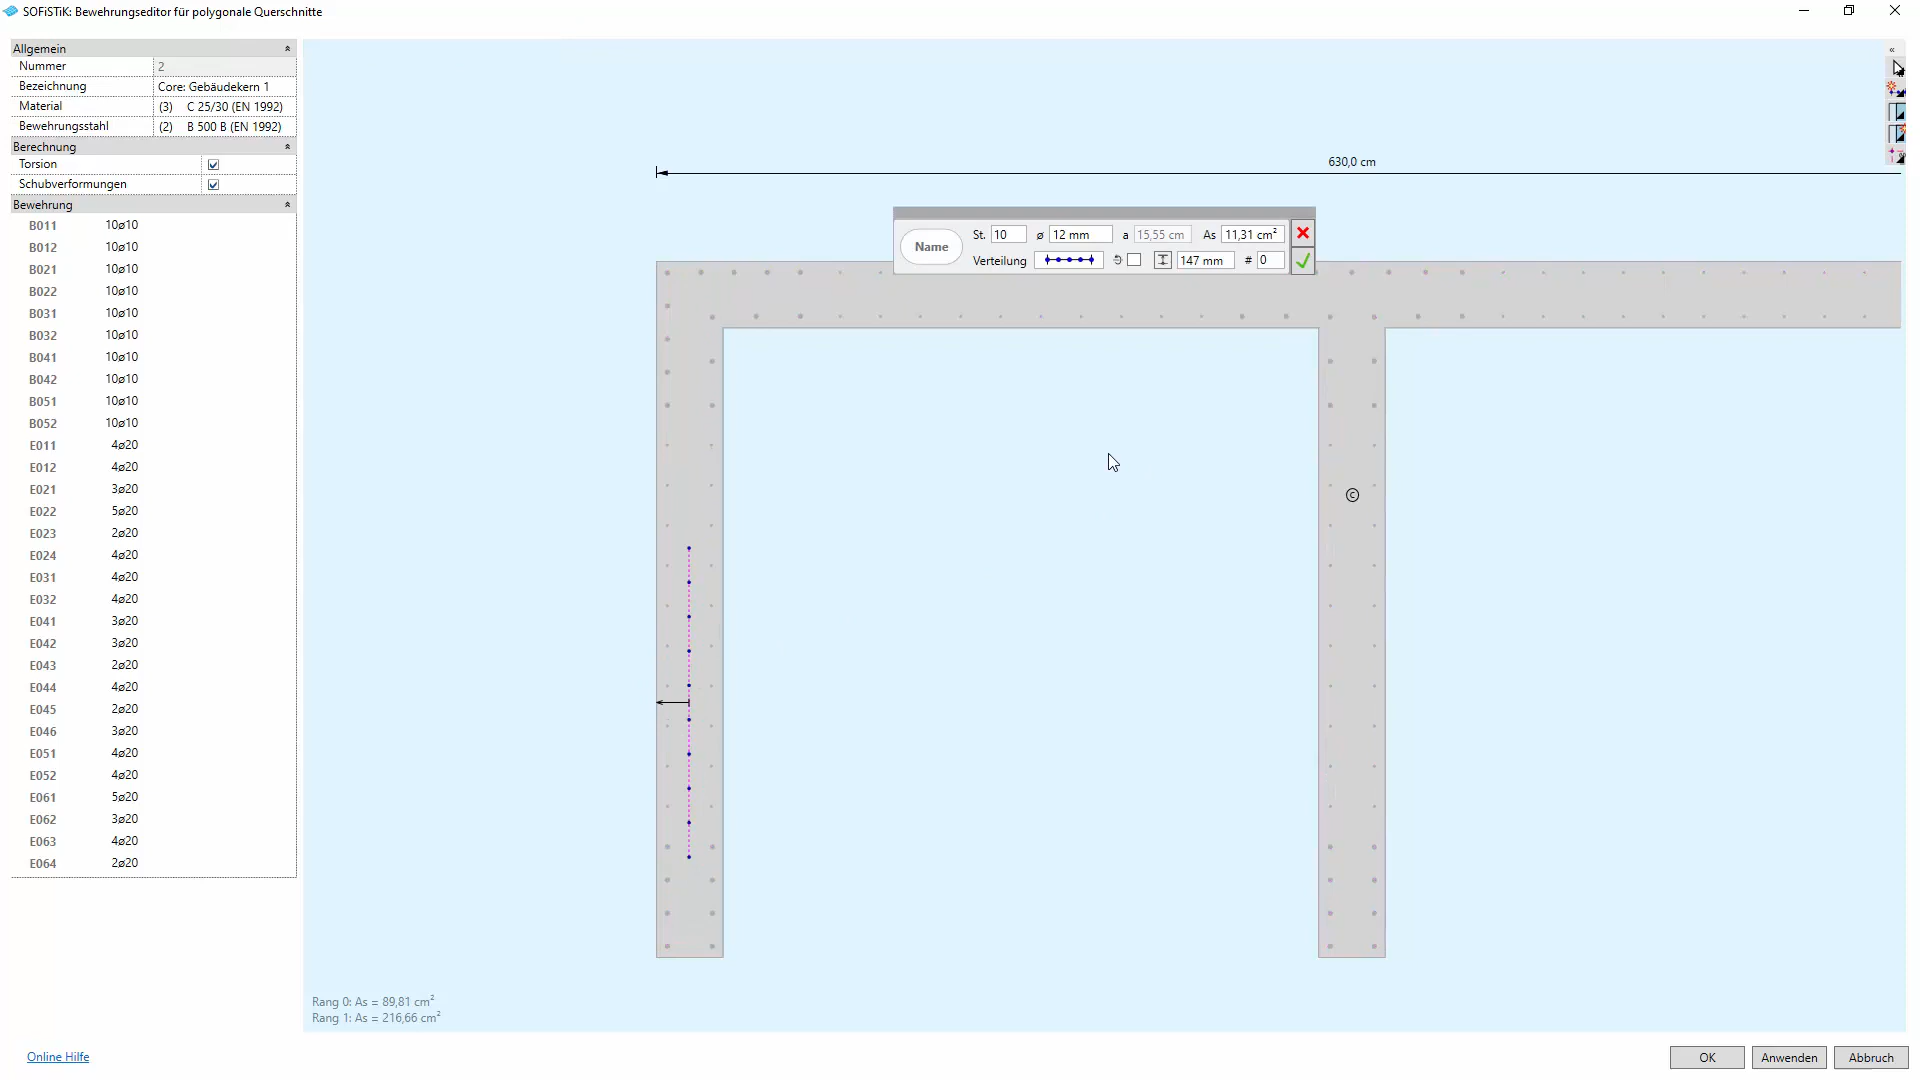 SOFiSTiK: Bewehrungseditor für polygonale Querschnitte
Allgemein
Nummer 2
Bezeichnung Core: Gebäudekern 1
Material (3) C 25/30 (EN 1992)
Bewehrungsstahl (2) B 500 B (EN 1992)
Berechnung
Torsion
Schubverformungen
Bewehrung
B011 10ø10
B012 10ø10
B021 10ø10
B022 10ø10
B031 10ø10
B032 10ø10
B041 10ø10
B042 10ø10
B051 10ø10
B052 10ø10
E011 4ø20
E012 4ø20
E021 3ø20
E022 5ø20
E023 2ø20
E024 4ø20
E031 4ø20
E032 4ø20
E041 3ø20
E042 3ø20
E043 2ø20
E044 4ø20
E045 2ø20
E046 3ø20
E051 4ø20
E052 4ø20
E061 5ø20
E062 3ø20
E063 4ø20
E064 2ø20
630,0 cm
Name
St. 10 ø 12 mm a 15,55 cm As 11,31 cm²
Verteilung 147 mm # 0
C
Rang 0: As = 89,81 cm²
Rang 1: As = 216,66 cm²
Online Hilfe
OK Anwenden Abbruch